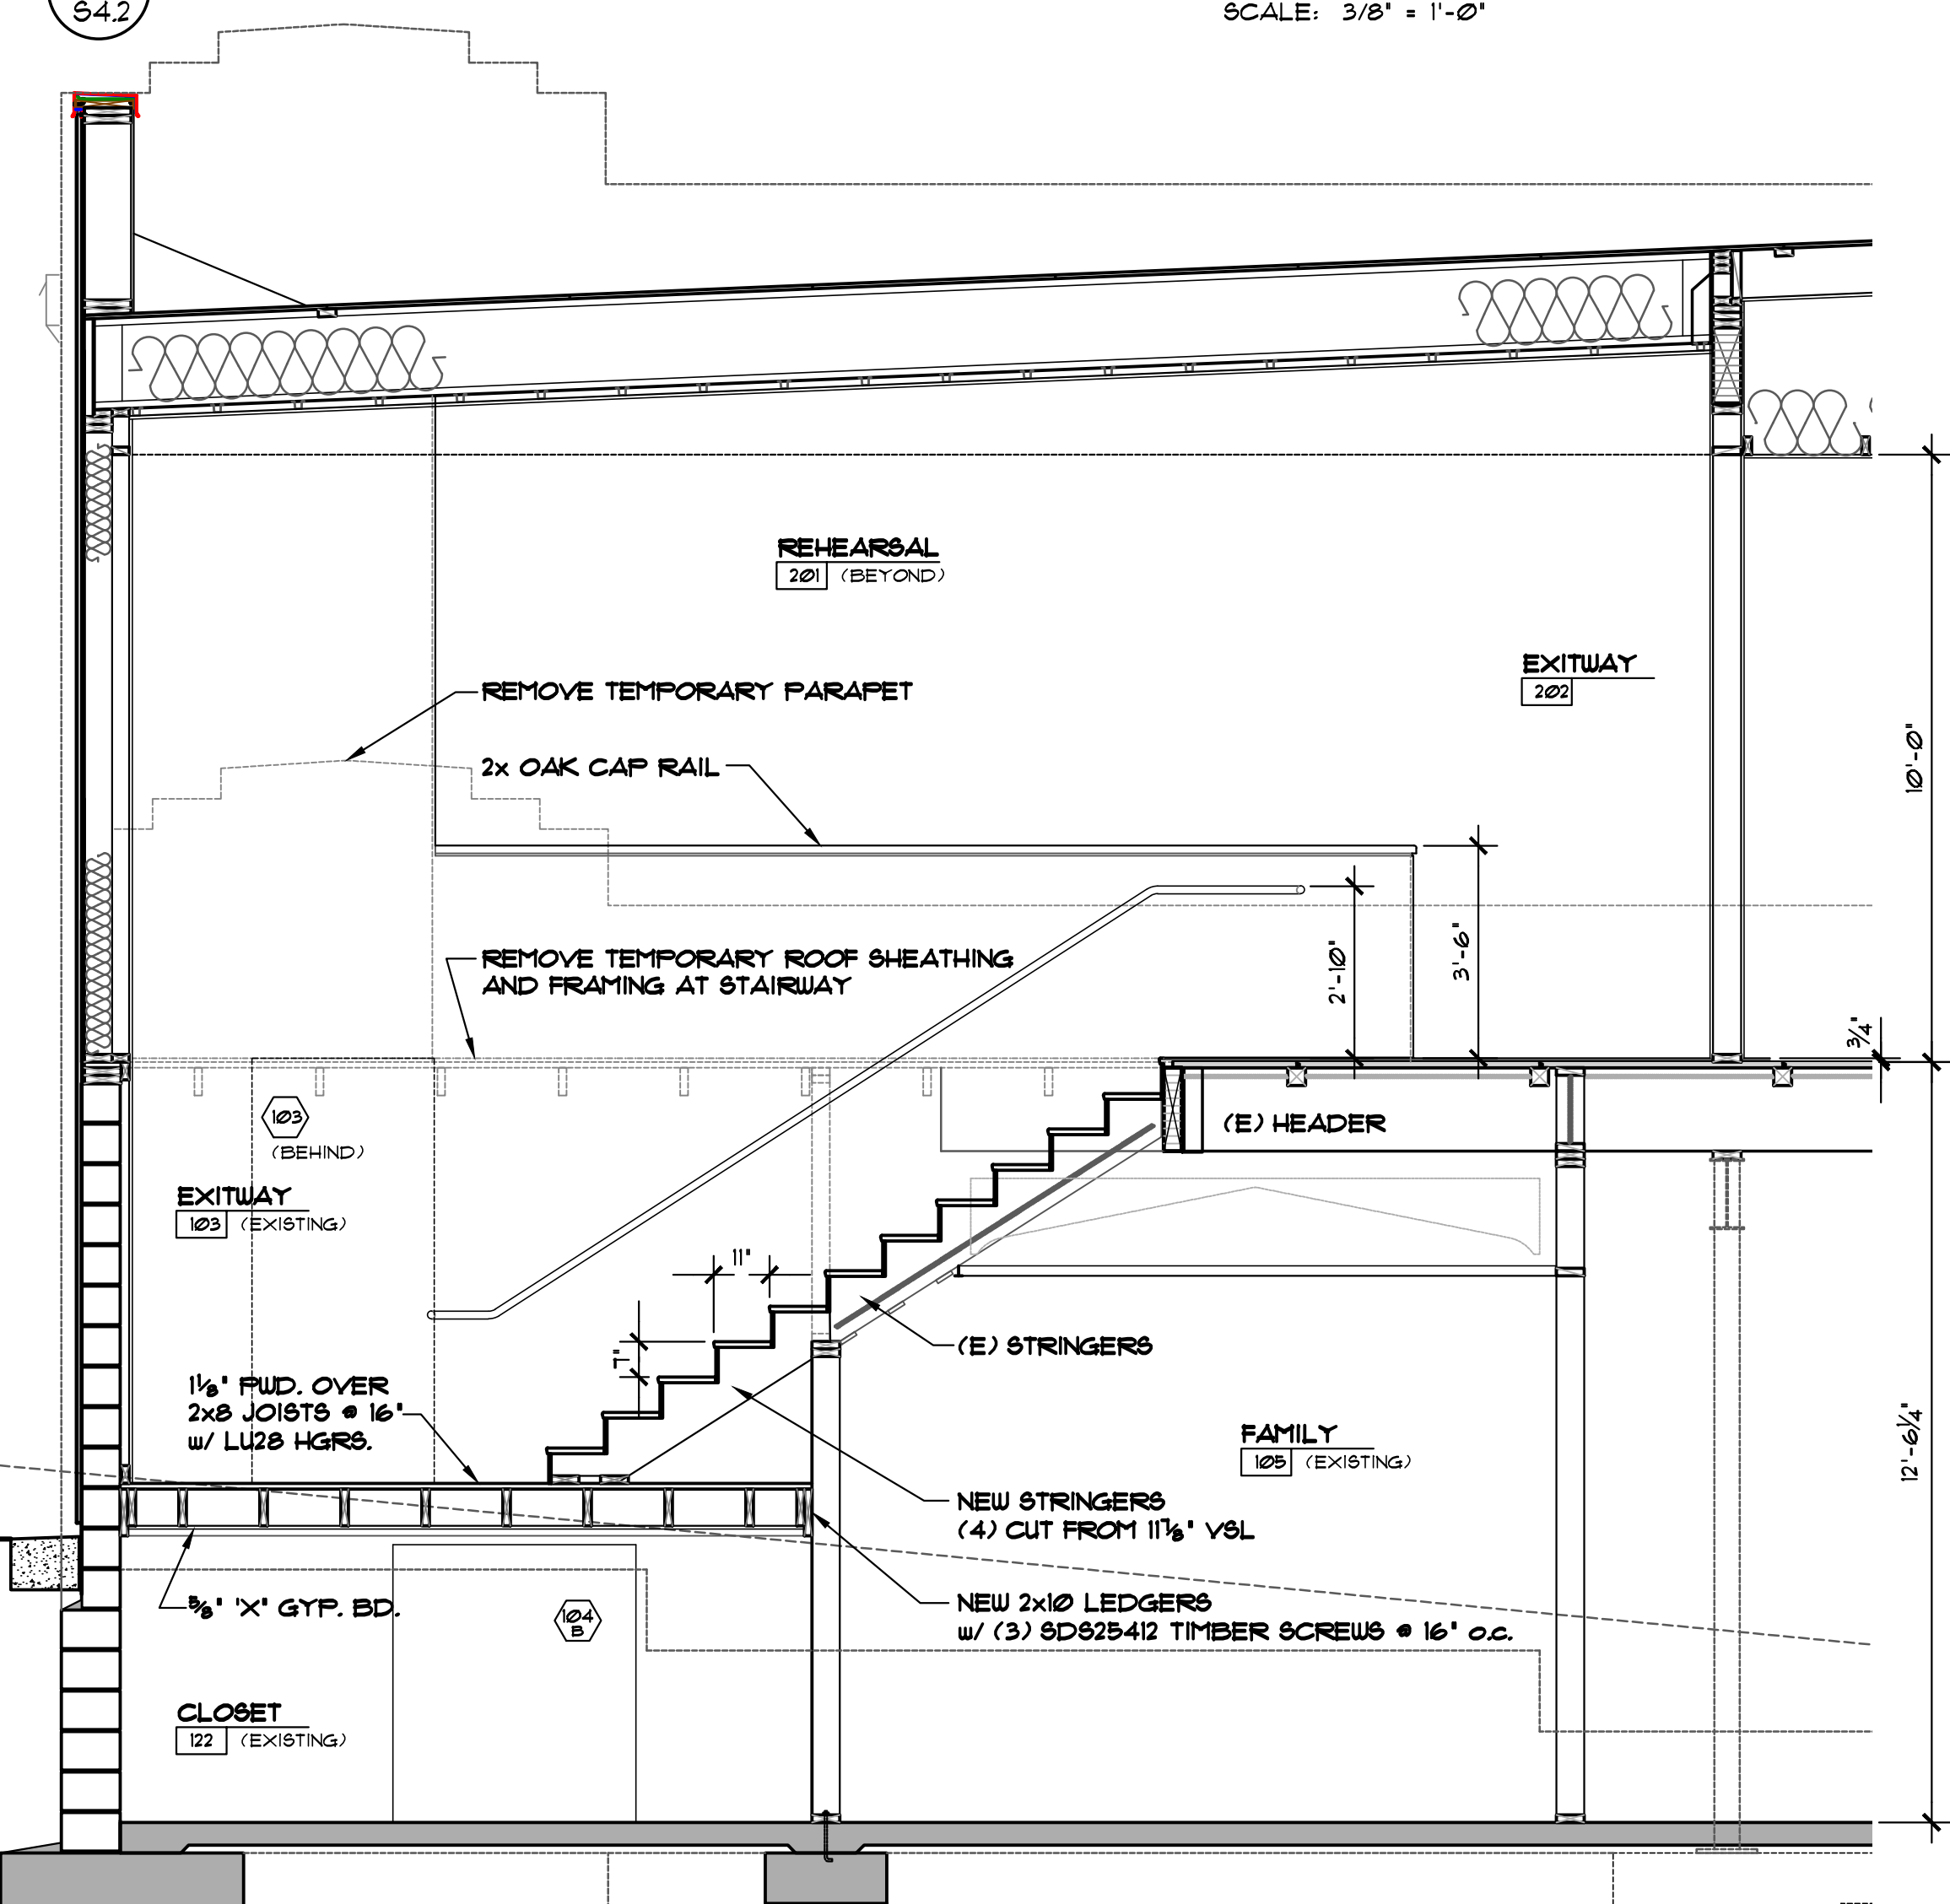 S4.2
SCALE: 3/8" = 1'-0"
REHEARSAL
201 (BEYOND)
EXITWAY
202
REMOVE TEMPORARY PARAPET
2x OAK CAP RAIL
10'-0"
REMOVE TEMPORARY ROOF SHEATHING
AND FRAMING AT STAIRWAY
2'-10"
3'-6"
3/4"
103
(BEHIND)
(E) HEADER
EXITWAY
103 (EXISTING)
11"
7"
(E) STRINGERS
1 1/8" PWD. OVER
2x8 JOISTS @ 16"
w/ LU28 HGRS.
FAMILY
105 (EXISTING)
12'-6 1/4"
NEW STRINGERS
(4) CUT FROM 11 7/8" VSL
5/8" 'X' GYP. BD.
104
B
NEW 2x10 LEDGERS
w/ (3) SDS25412 TIMBER SCREWS @ 16" o.c.
CLOSET
122 (EXISTING)